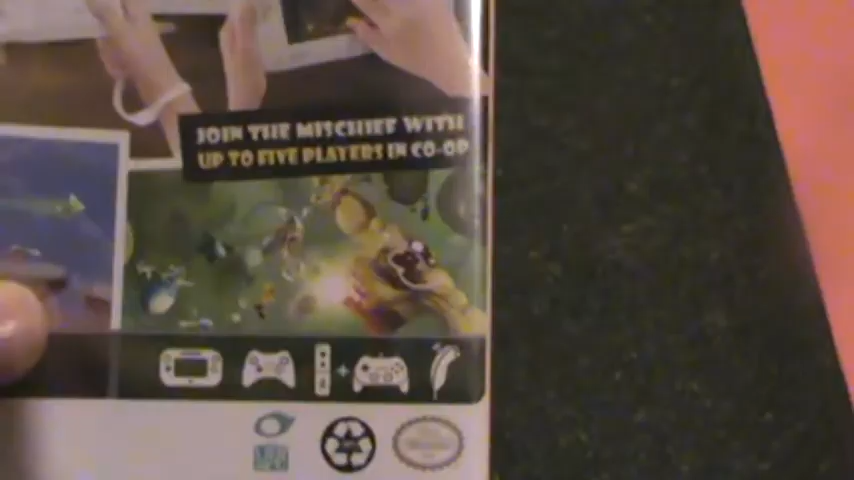 JOIN THE MISCHIEF WITH
UP TO FIVE PLAYERS IN CO-OP